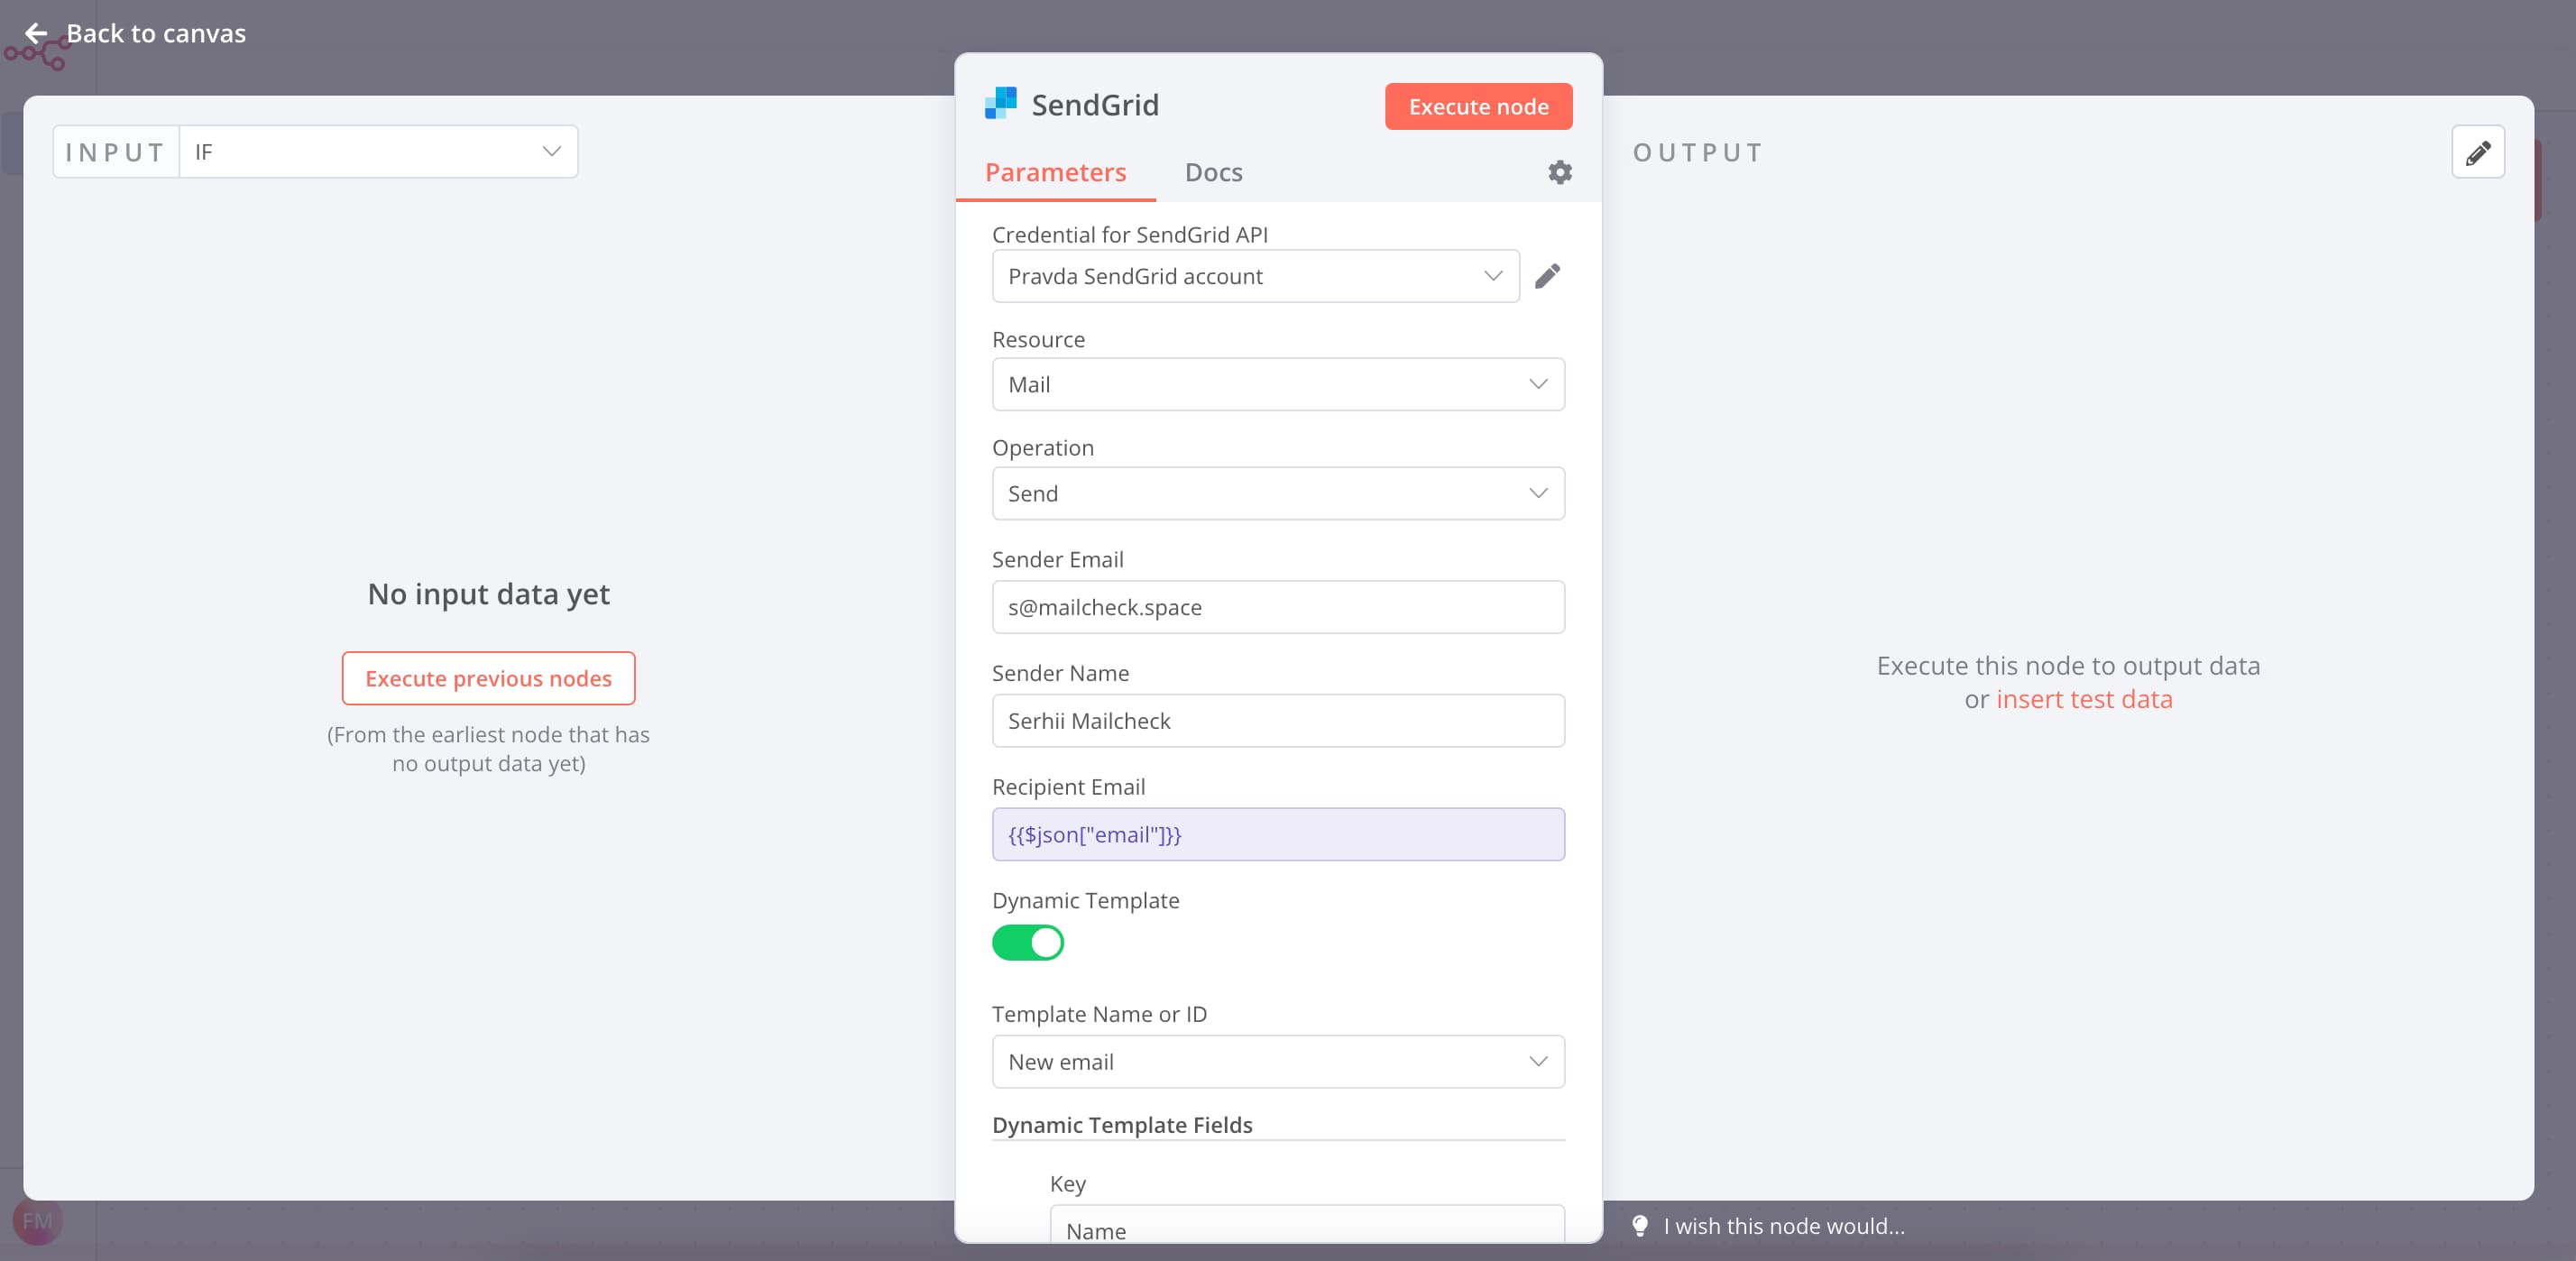 Back to canvas
INPUT
IF
No input data yet
Execute previous nodes
(From the earliest node that has
no output data yet)
SendGrid
Execute node
Parameters
Docs
Credential for SendGrid API
Pravda SendGrid account
Resource
Mail
Operation
Send
Sender Email
s@mailcheck.space
Sender Name
Serhii Mailcheck
Recipient Email
{{$json["email"]}}
Dynamic Template
Template Name or ID
New email
Dynamic Template Fields
Key
Name
OUTPUT
Execute this node to output data
or insert test data
I wish this node would...
FM